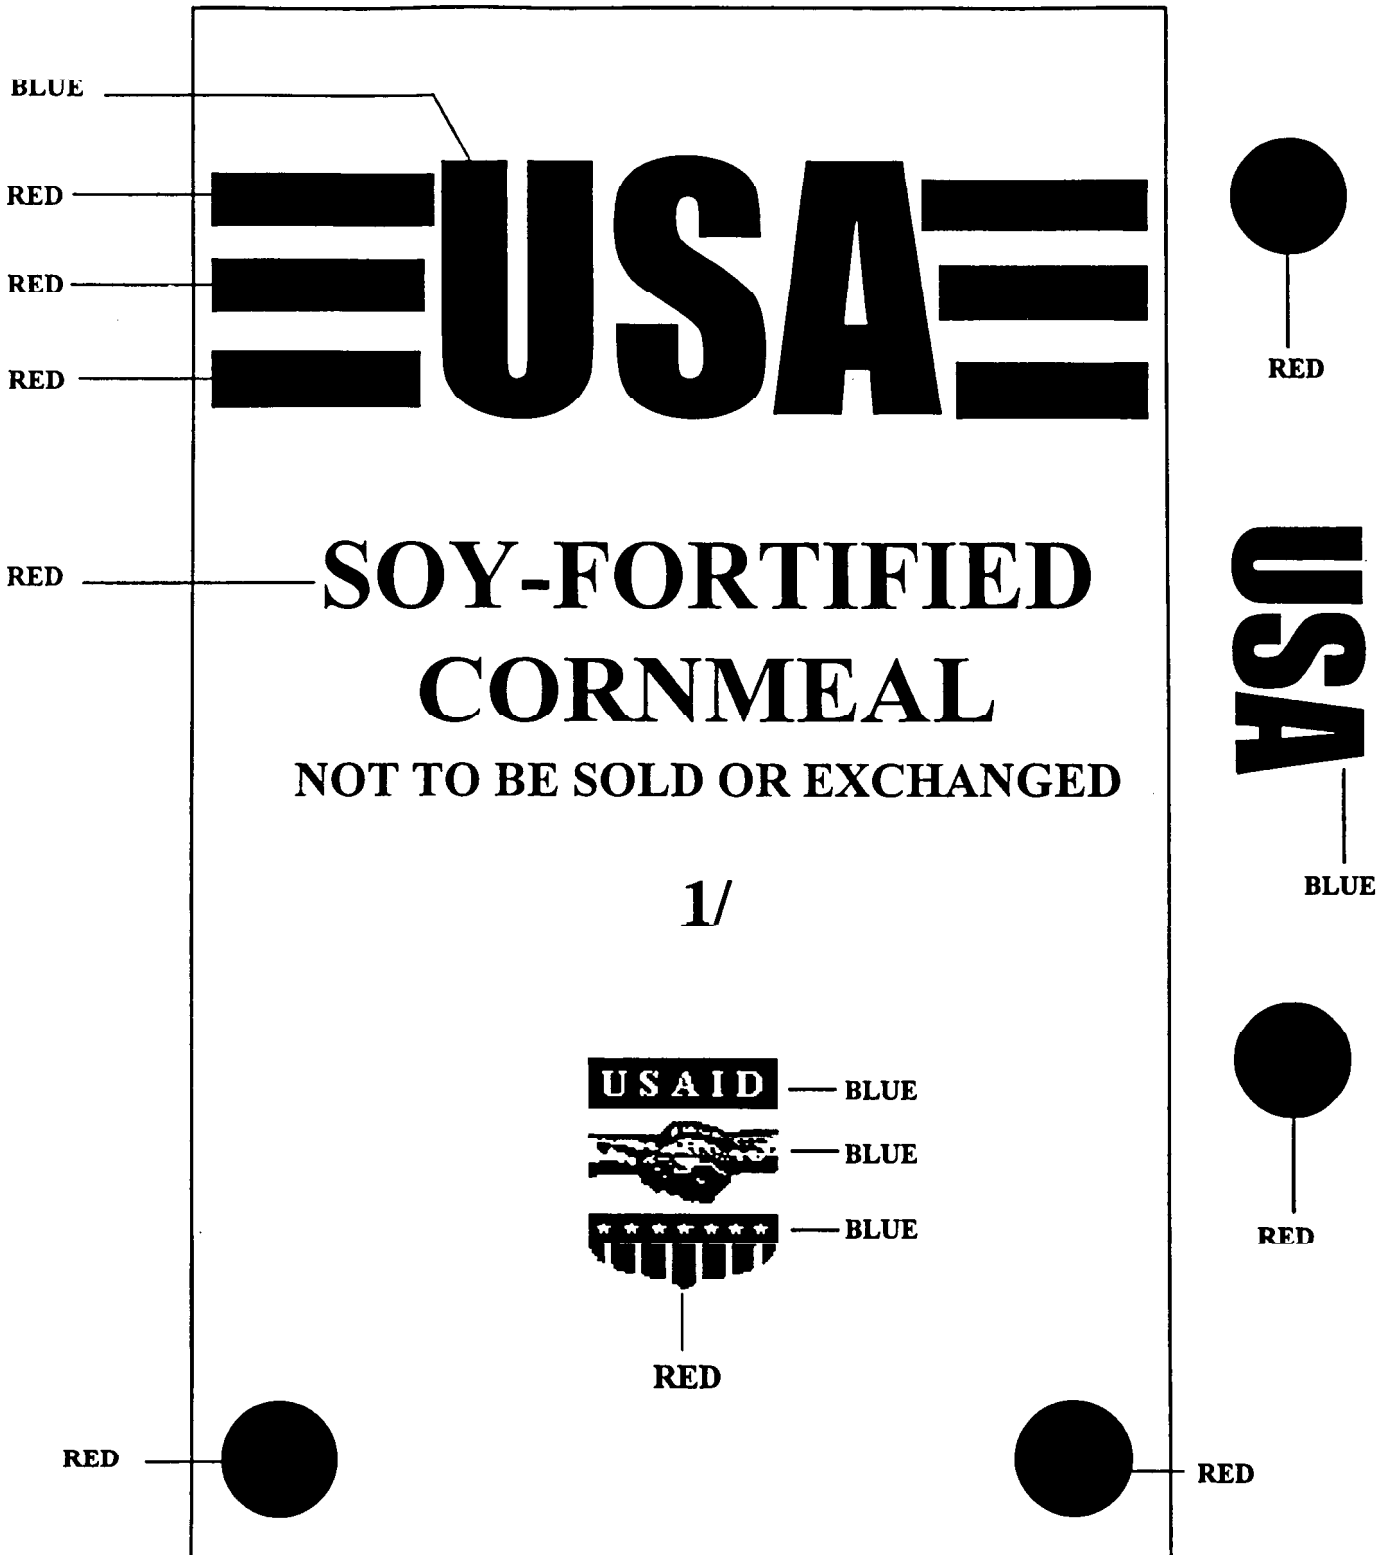 BLUE
USA
RED
RED
RED
RED
RED
SOY-FORTIFIED
CORNMEAL
NOT TO BE SOLD OR EXCHANGED
USA
BLUE
1/
USAID
BLUE
BLUE
BLUE
RED
RED
RED
RED